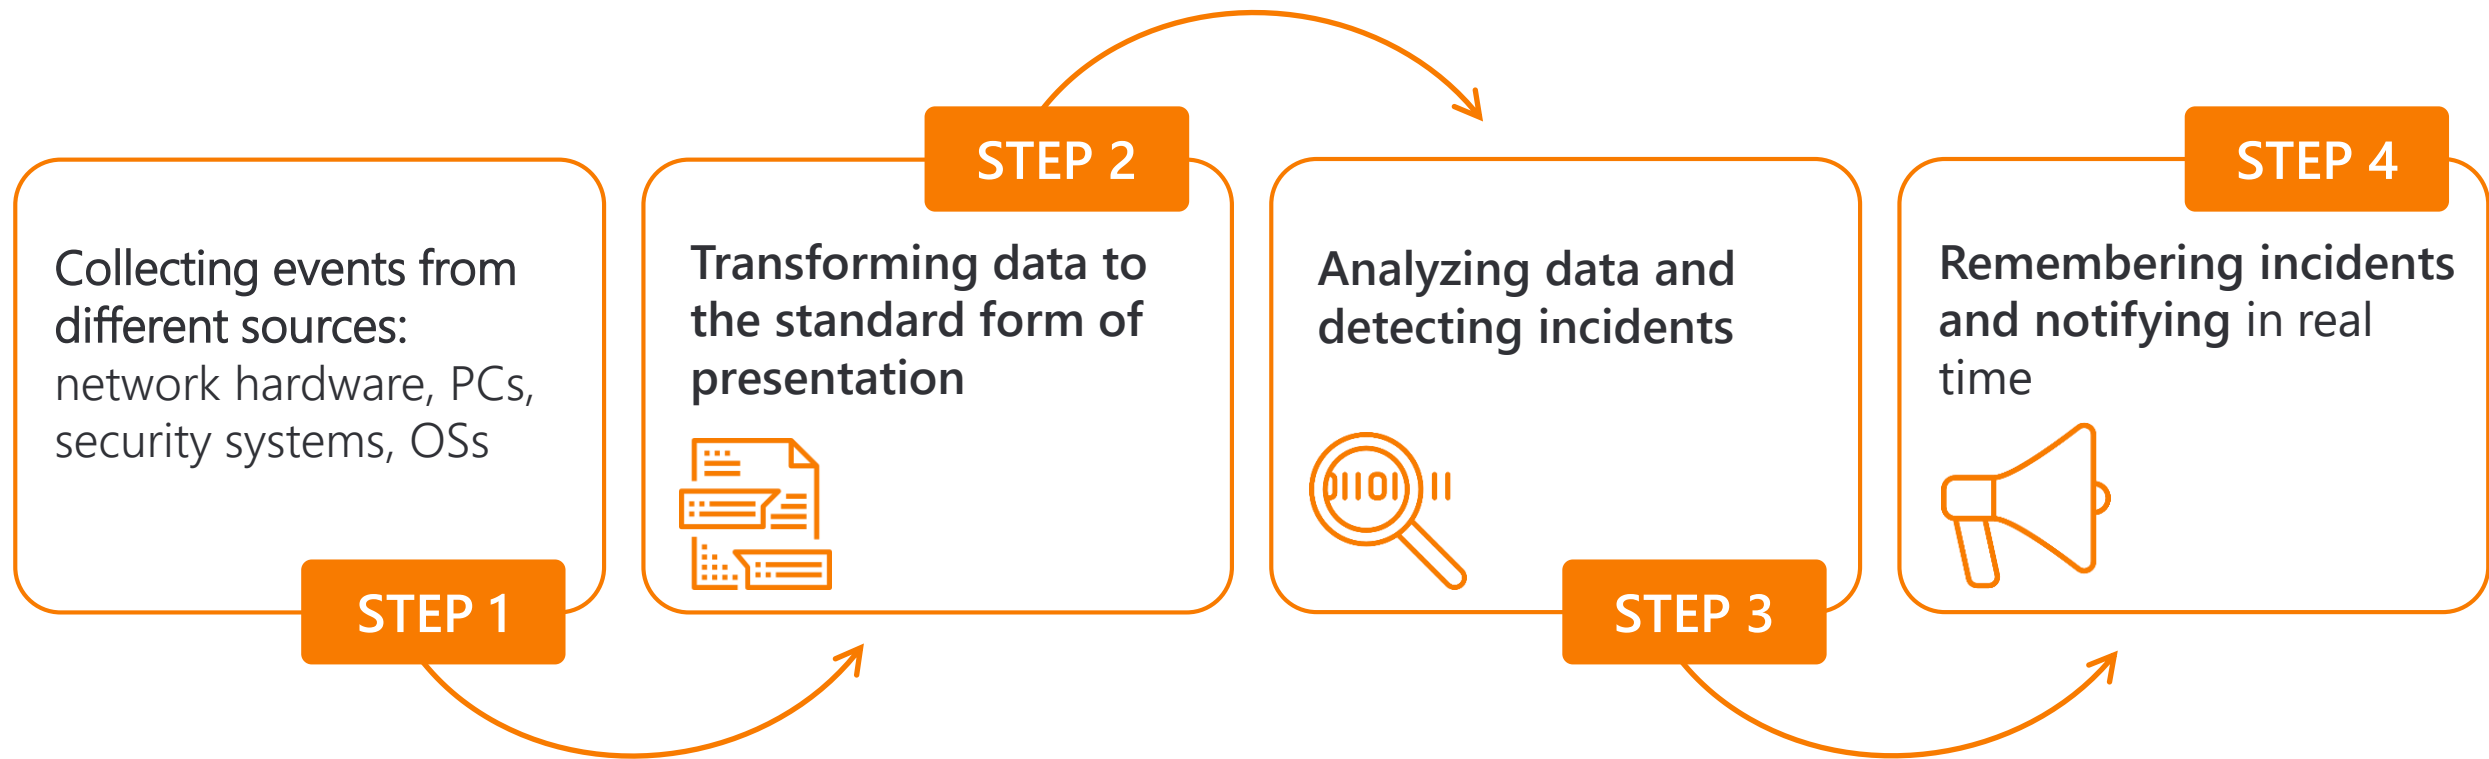 Collecting events from
different sources:
network hardware, PCs,
security systems, OSs
STEP 1
STEP 2
Transforming data to
the standard form of
presentation
Analyzing data and
detecting incidents
011011
STEP 3
STEP 4
Remembering incidents
and notifying in real
time